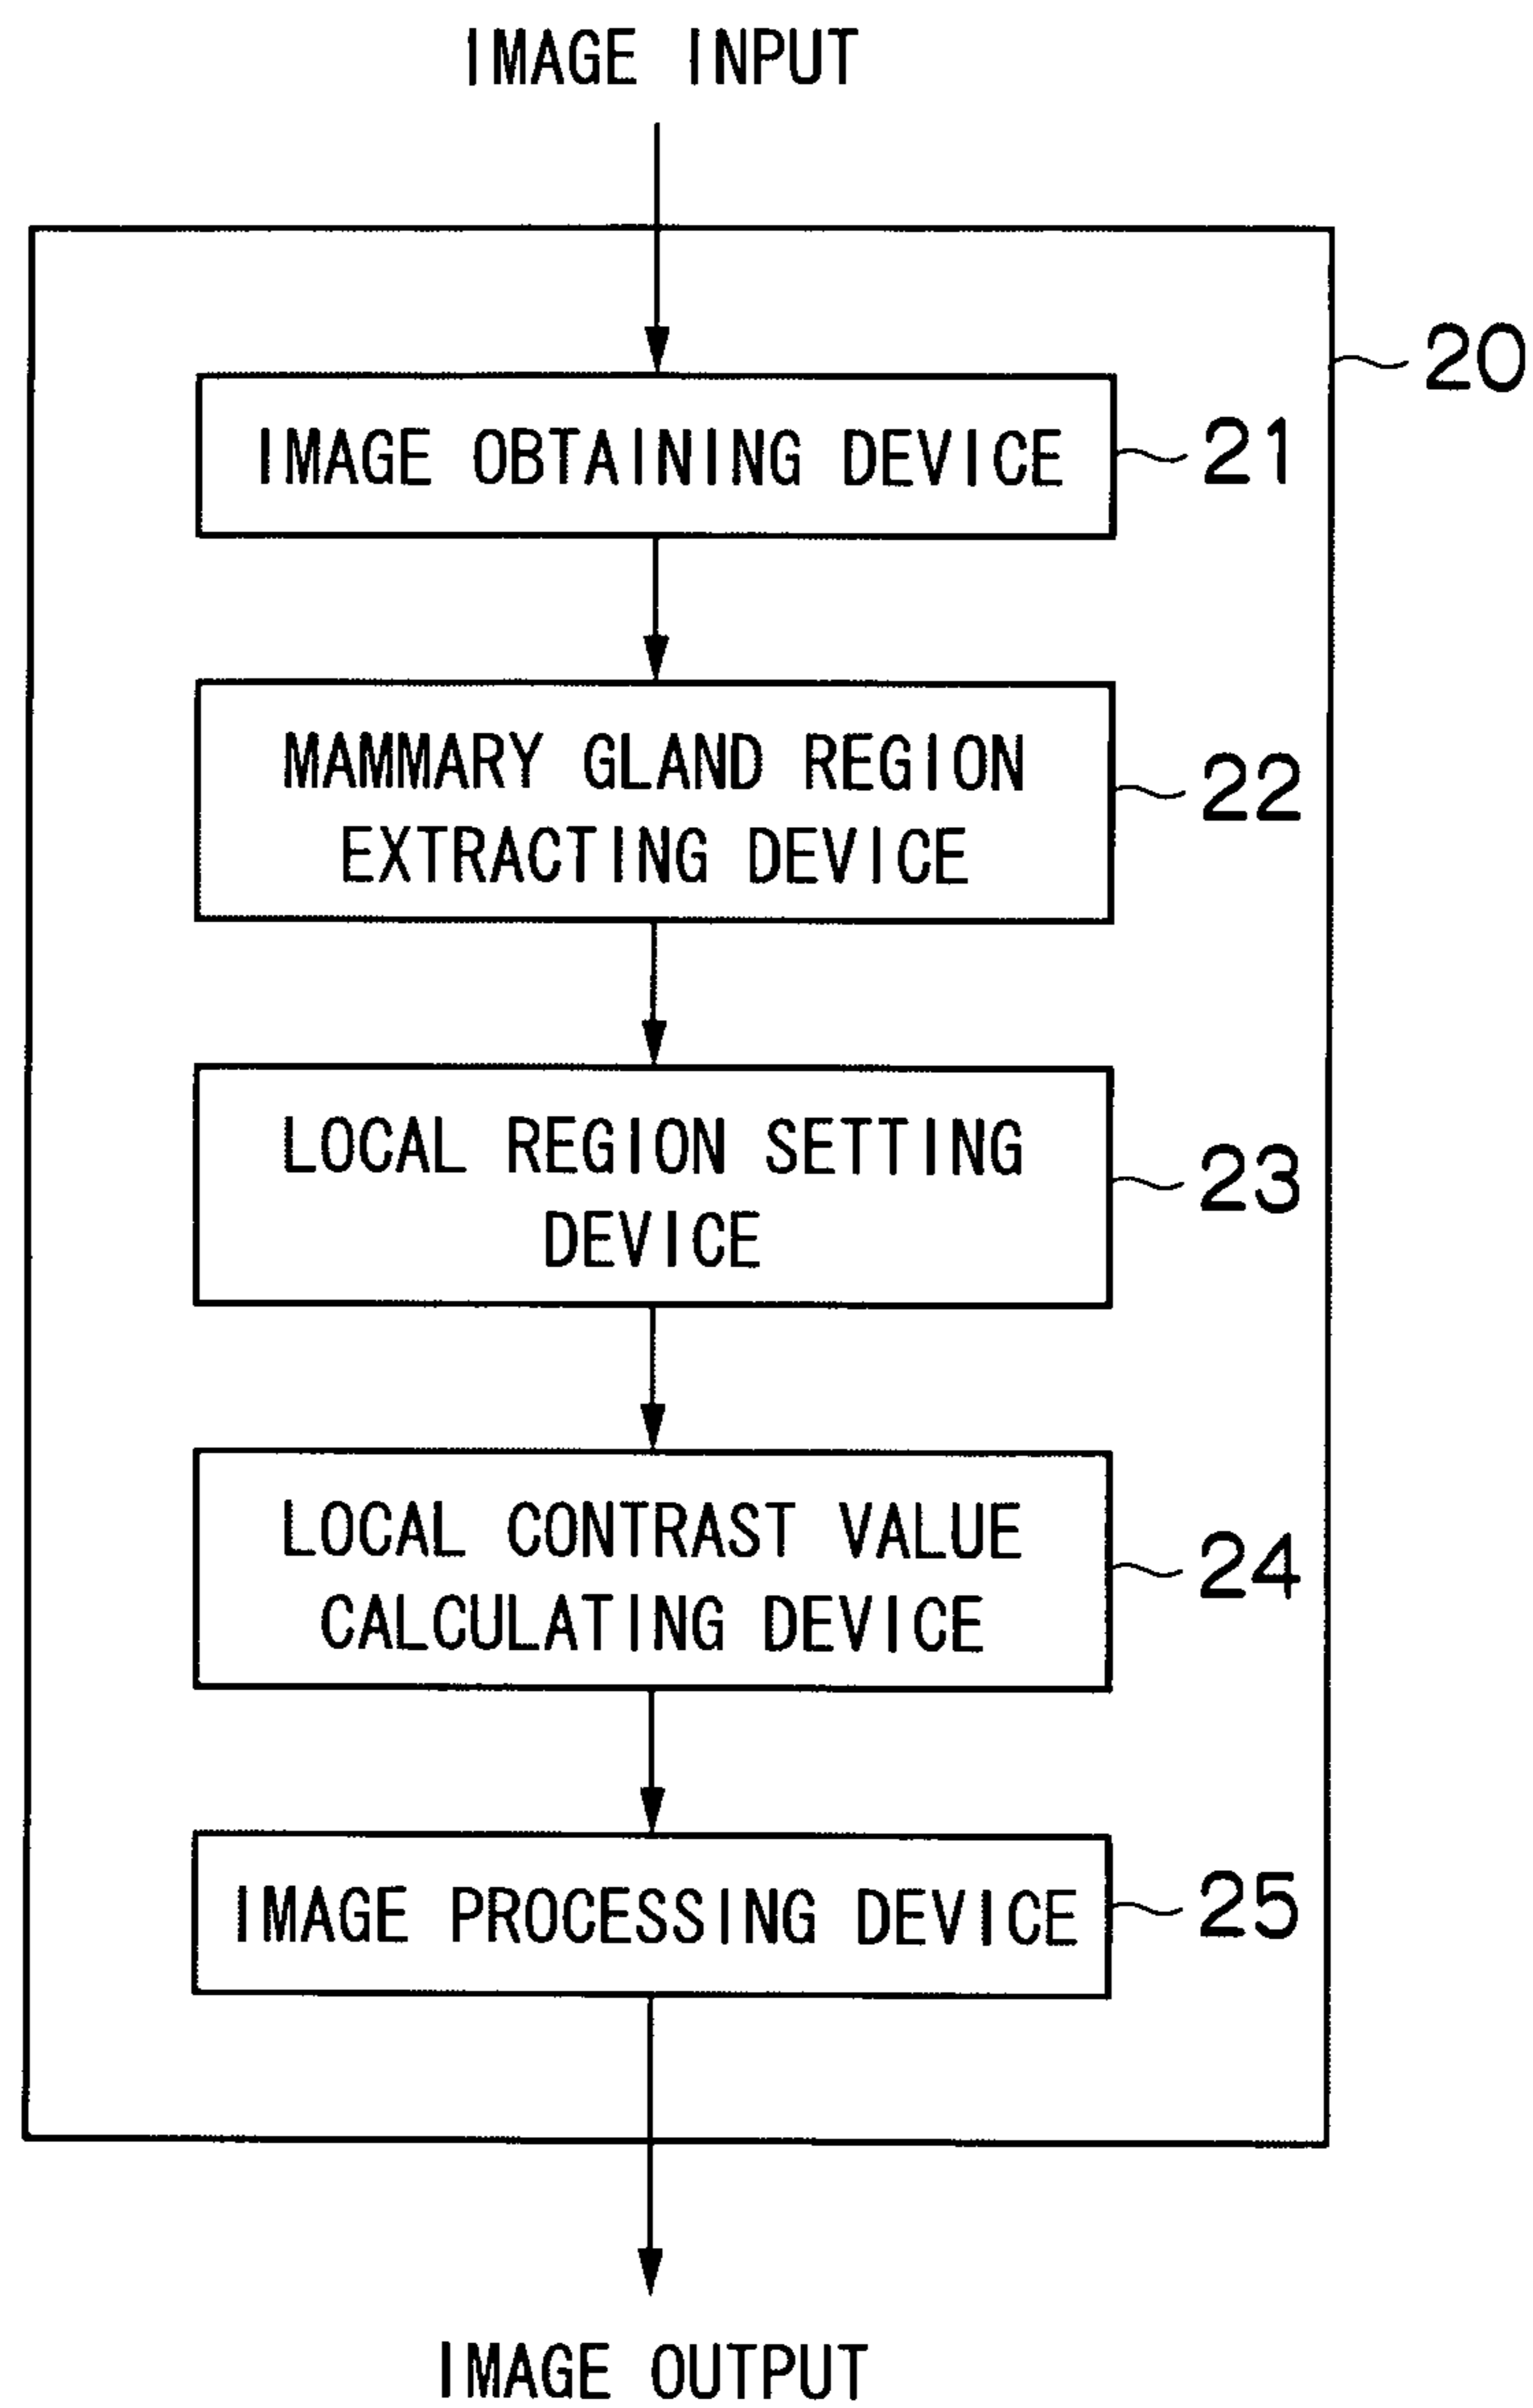 IMAGE INPUT
20
IMAGE OBTAINING DEVICE
21
MAMMARY GLAND REGION
EXTRACTING DEVICE
22
LOCAL REGION SETTING
DEVICE
23
LOCAL CONTRAST VALUE
CALCULATING DEVICE
24
IMAGE PROCESSING DEVICE
25
IMAGE OUTPUT